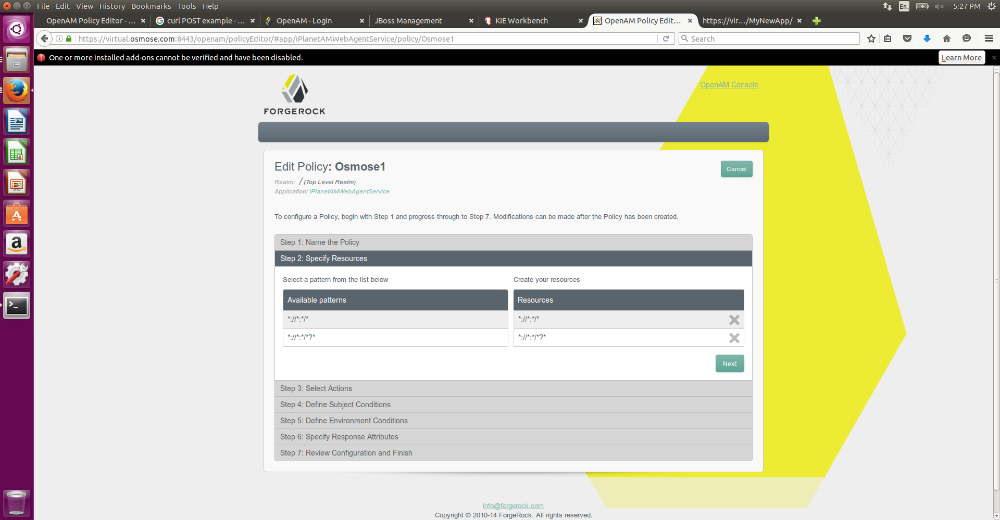 File Edit View History Bookmarks Tools Help
En1 5:27 PM
OpenAM Policy Editor - ... curl POST example - ... OpenAM - Login JBoss Management KIE Workbench OpenAM Policy Edit... https://vir.../MyNewApp/
https://virtual.osmose.com:8443/openam/policyEditor/#app/iPlanetAMWebAgentService/policy/Osmose1 Search
One or more installed add-ons cannot be verified and have been disabled. Learn More
OpenAM Console
FORGEROCK
Edit Policy: Osmose1
Cancel
Realm: / (Top Level Realm)
Application: iPlanetAMWebAgentService
To configure a Policy, begin with Step 1 and progress through to Step 7. Modifications can be made after the Policy has been created.
Step 1: Name the Policy
Step 2: Specify Resources
Select a pattern from the list below Create your resources
Available patterns Resources
*://*:*/* *://*:*/*
*://*:*/*?* *://*:*/*?*
Next
Step 3: Select Actions
Step 4: Define Subject Conditions
Step 5: Define Environment Conditions
Step 6: Specify Response Attributes
Step 7: Review Configuration and Finish
info@forgerock.com
Copyright © 2010-14 ForgeRock. All rights reserved.